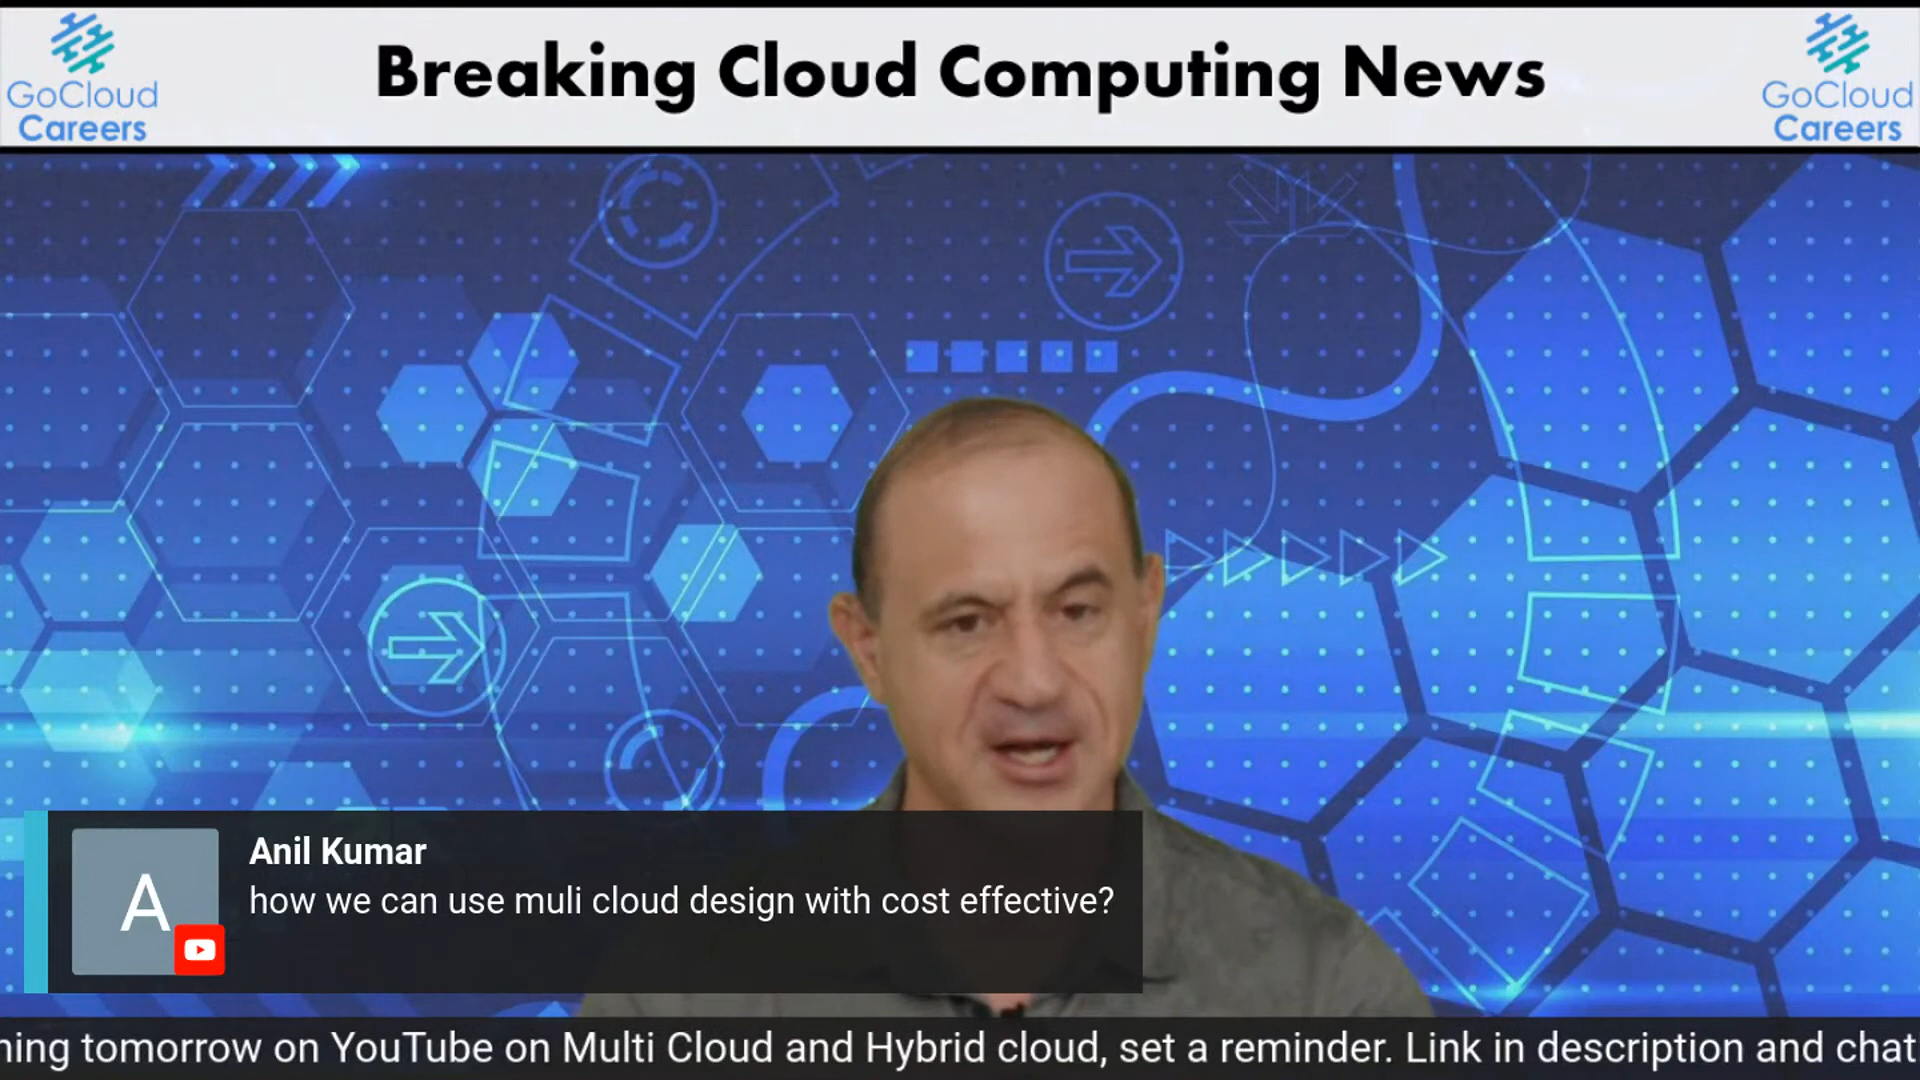 GoCloud
Careers
Breaking Cloud Computing News
GoCloud
Careers
A
Anil Kumar
how we can use muli cloud design with cost effective?
tomorrow on YouTube on Multi Cloud and Hybrid cloud, set a reminder. Link in description and chat